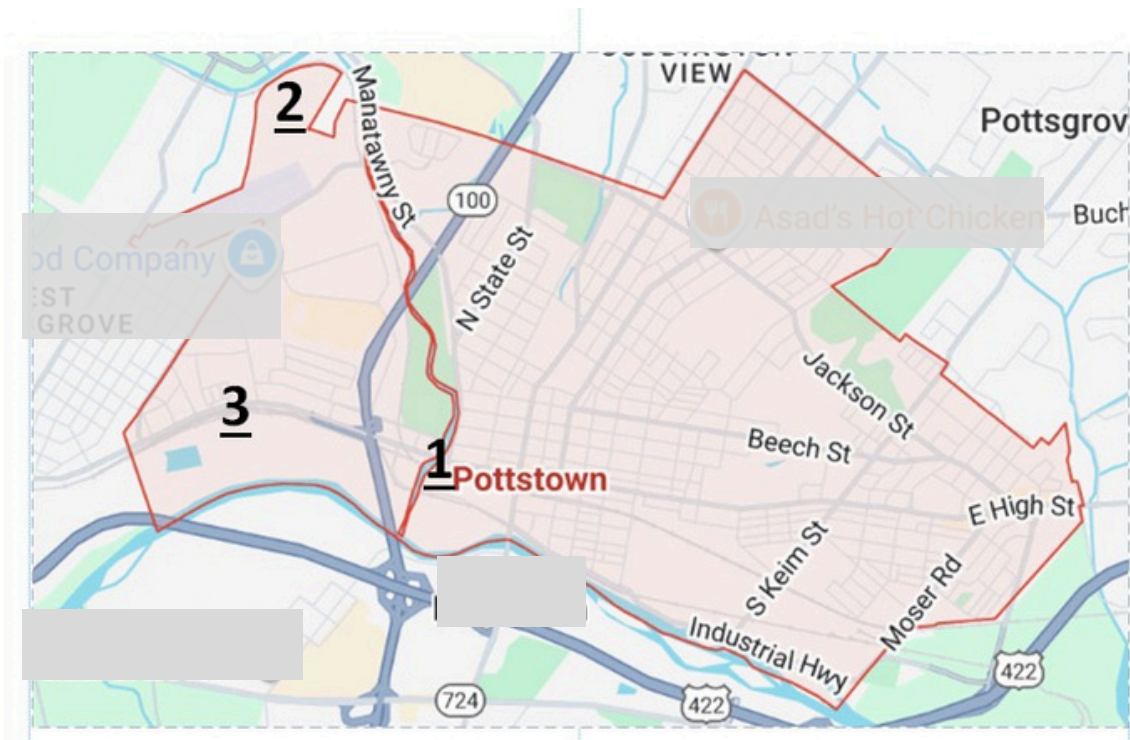 VIEW
Pottsgrov
2
Manatawny St
100
Asad's Hot Chicken
Buch
od Company
EST
GROVE
N State St
3
Jackson St
Beech St
1
Pottstown
E High St
S Keim St
Moser Rd
Industrial Hwy
422
724
422